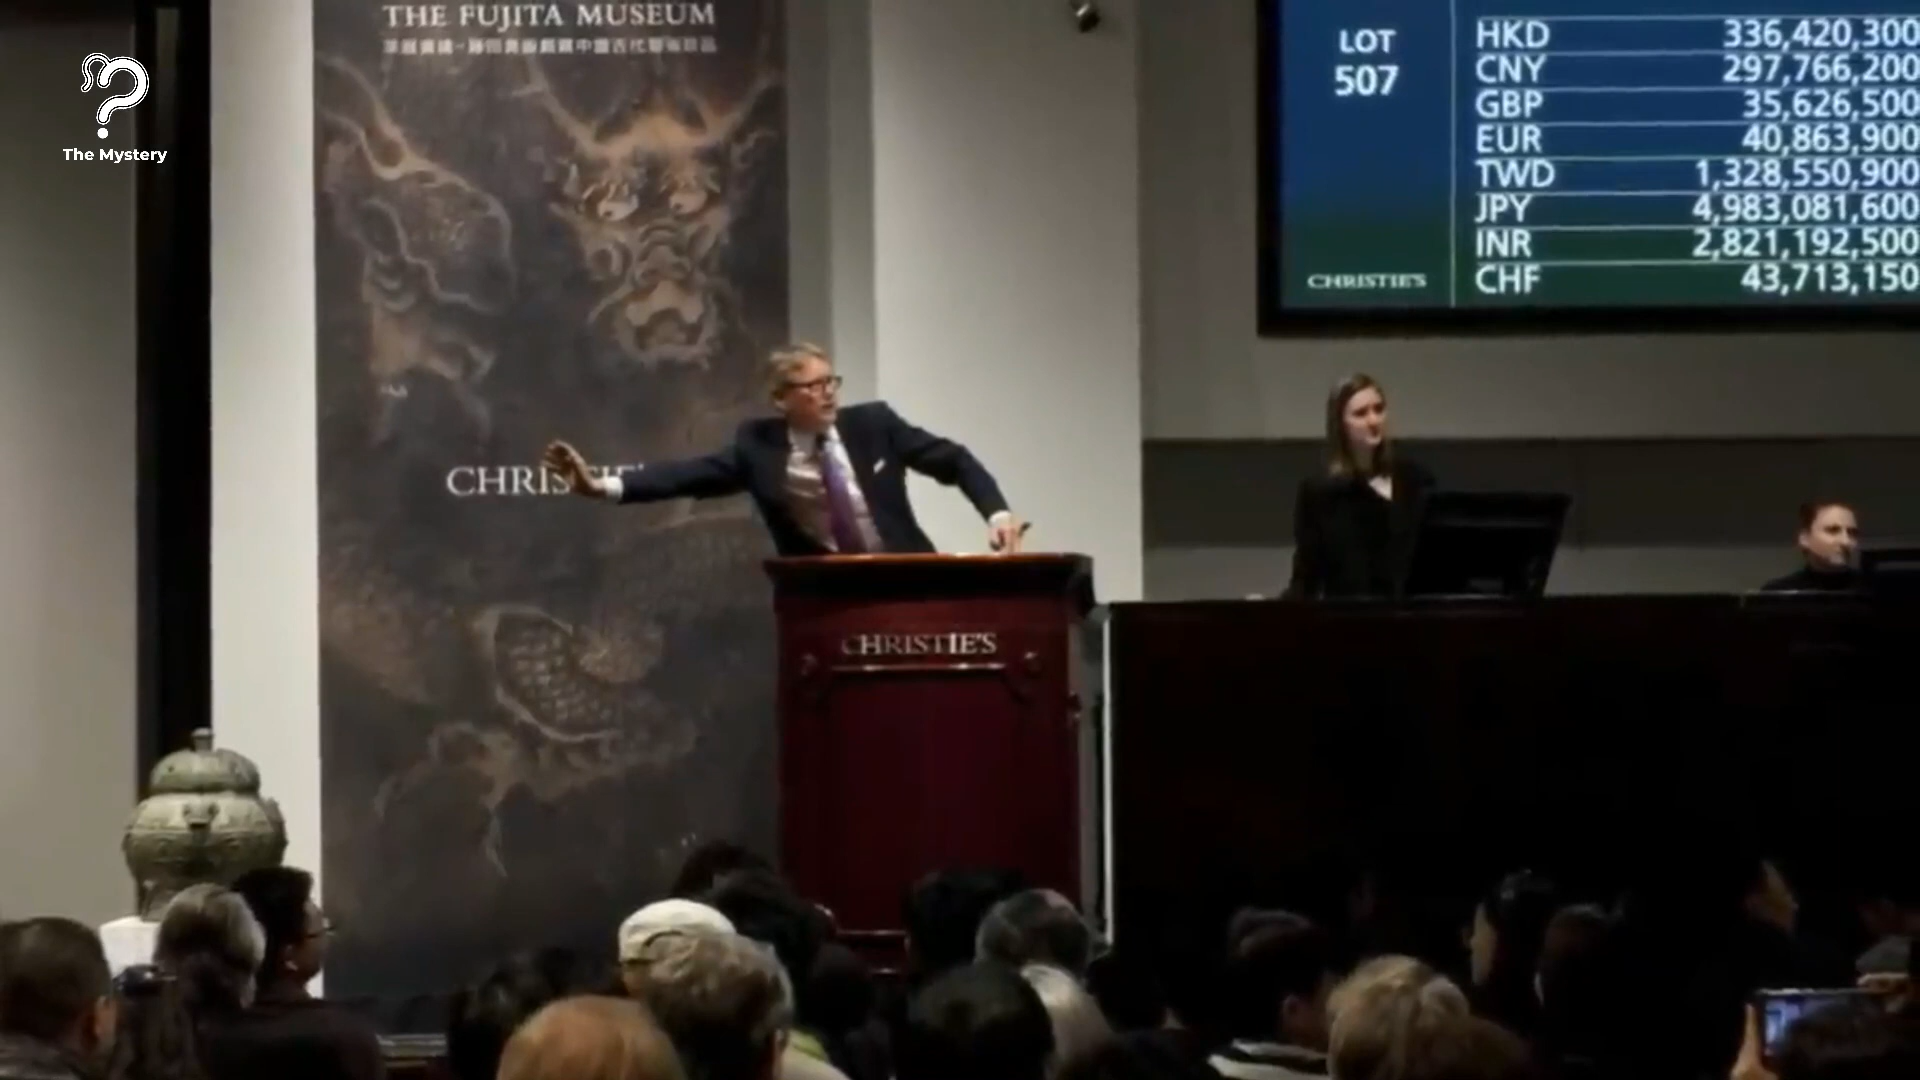 THE FUJITA MUSEUM
The Mystery
CHRISTIE'S
CHRISTIE'S
LOT
507
HKD 336,420,300
CNY 297,766,200
GBP 35,626,500
EUR 40,863,900
TWD 1,328,550,900
JPY 4,983,081,600
INR 2,821,192,500
CHF 43,713,150
CHRISTIE'S